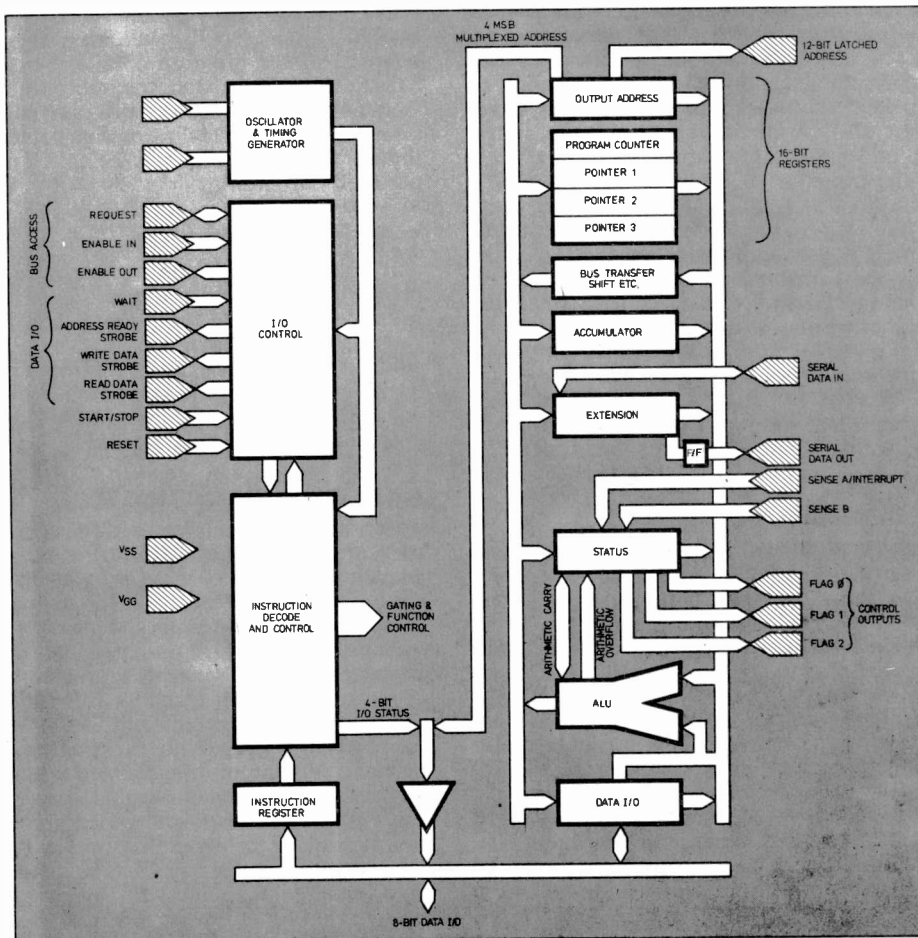 4 MSB
MULTIPLEXED ADDRESS
12-BIT LATCHED
ADDRESS
OSCILLATOR
& TIMING
GENERATOR
OUTPUT ADDRESS
PROGRAM COUNTER
POINTER 1
POINTER 2
POINTER 3
16-BIT
REGISTERS
BUS ACCESS
REQUEST
ENABLE IN
ENABLE OUT
DATA I/O
WAIT
ADDRESS READY
STROBE
WRITE DATA
STROBE
READ DATA
STROBE
START/STOP
RESET
I/O
CONTROL
BUS TRANSFER
SHIFT ETC.
ACCUMULATOR
SERIAL
DATA IN
EXTENSION
F/F
SERIAL
DATA OUT
SENSE A/INTERRUPT
SENSE B
STATUS
VSS
VGG
INSTRUCTION
DECODE
AND CONTROL
GATING &
FUNCTION
CONTROL
FLAG Ø
FLAG 1
FLAG 2
CONTROL
OUTPUTS
ARITHMETIC CARRY
ARITHMETIC
OVERFLOW
ALU
4-BIT
I/O STATUS
INSTRUCTION
REGISTER
DATA I/O
8-BIT DATA I/O